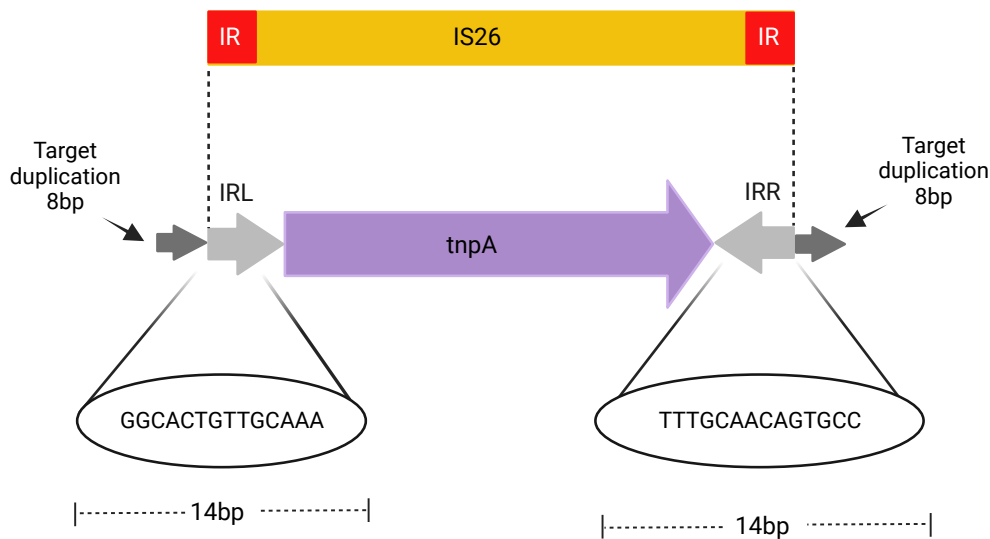 IR
IS26
IR
Target
duplication
8bp
Target
duplication
8bp
IRL
IRR
tnpA
GGCACTGTTGCAAA
TTTGCAACAGTGCC
14bp
14bp